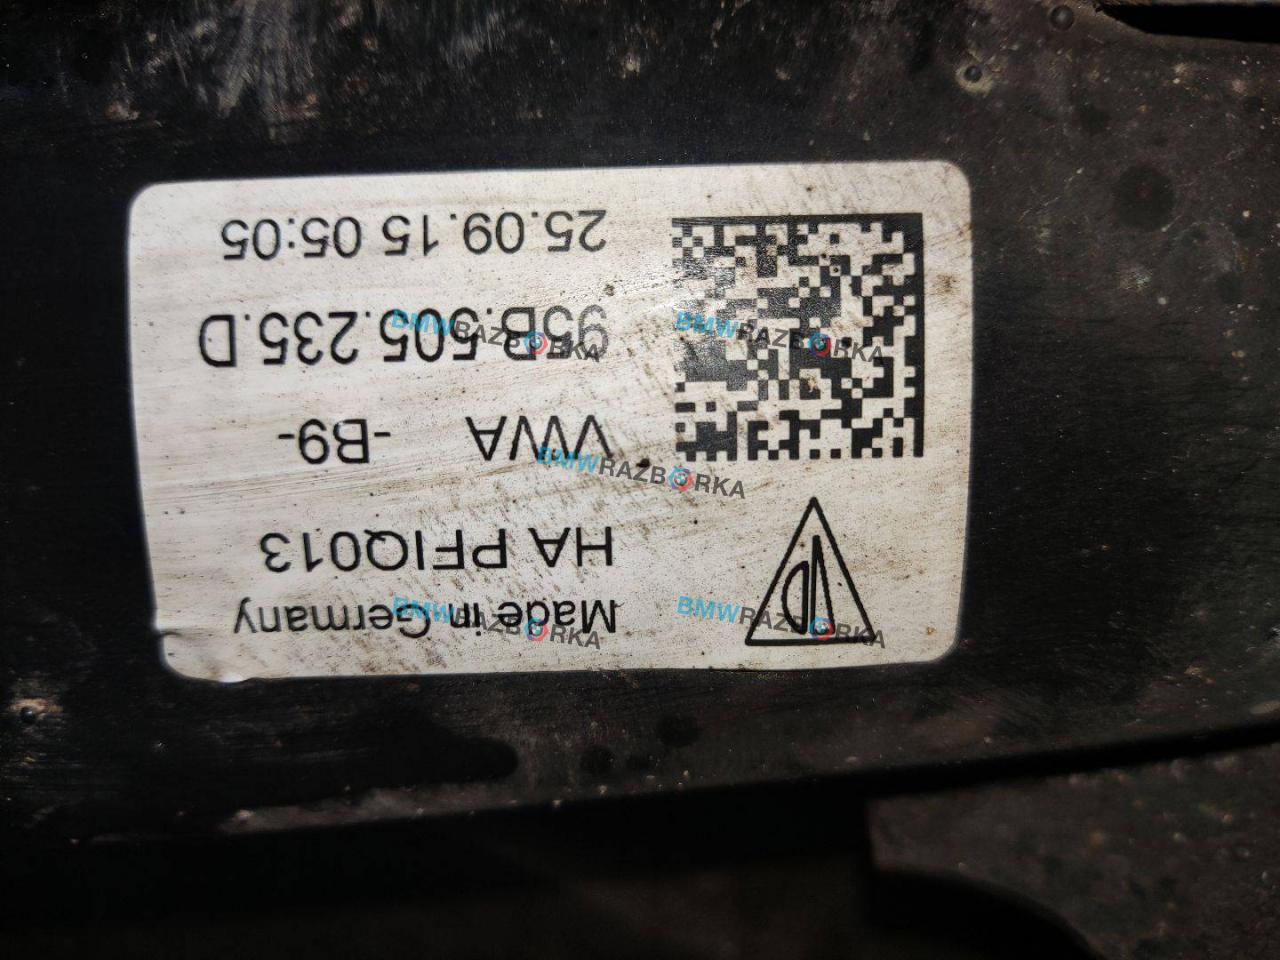 Made in Germany
HA PFIQ013
VWA -B9-
95B.505.235.D
25.09.15 05:05
BMWRAZBORKA
BMWRAZBORKA
BMWRAZBORKA
BMWRAZBORKA
BMWRAZBORKA